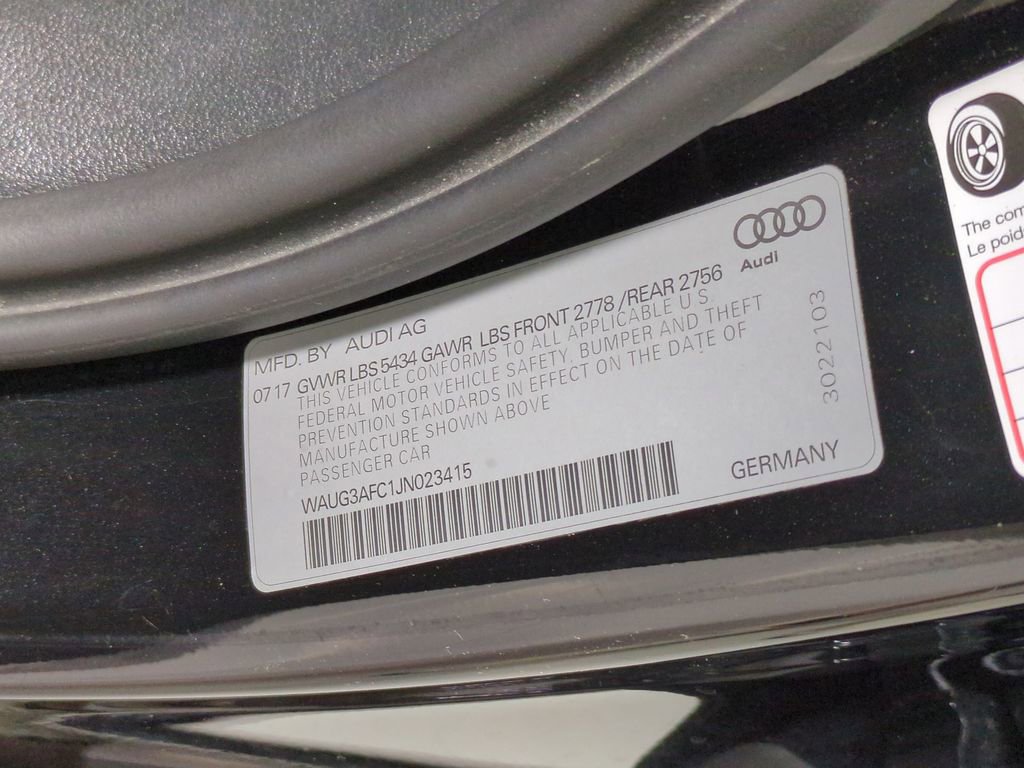 Audi
MFD. BY AUDI AG
07 17 GVWR LBS 5434 GAWR LBS FRONT 2778 /REAR 2756
THIS VEHICLE CONFORMS TO ALL APPLICABLE U.S.
FEDERAL MOTOR VEHICLE SAFETY, BUMPER AND THEFT
PREVENTION STANDARDS IN EFFECT ON THE DATE OF
MANUFACTURE SHOWN ABOVE
PASSENGER CAR
WAUG3AFC1JN023415
GERMANY
3022103
The com
Le poid